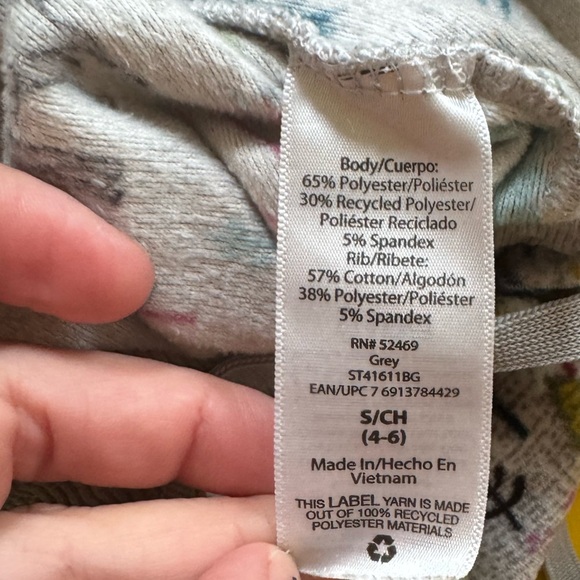 Body/Cuerpo:
65% Polyester/Poliéster
30% Recycled Polyester/
Poliéster Reciclado
5% Spandex
Rib/Ribete:
57% Cotton/Algodón
38% Polyester/Poliéster
5% Spandex
RN# 52469
Grey
ST41611BG
EAN/UPC 7 6913784429
S/CH
(4-6)
Made In/Hecho En
Vietnam
THIS LABEL YARN IS MADE
OUT OF 100% RECYCLED
POLYESTER MATERIALS